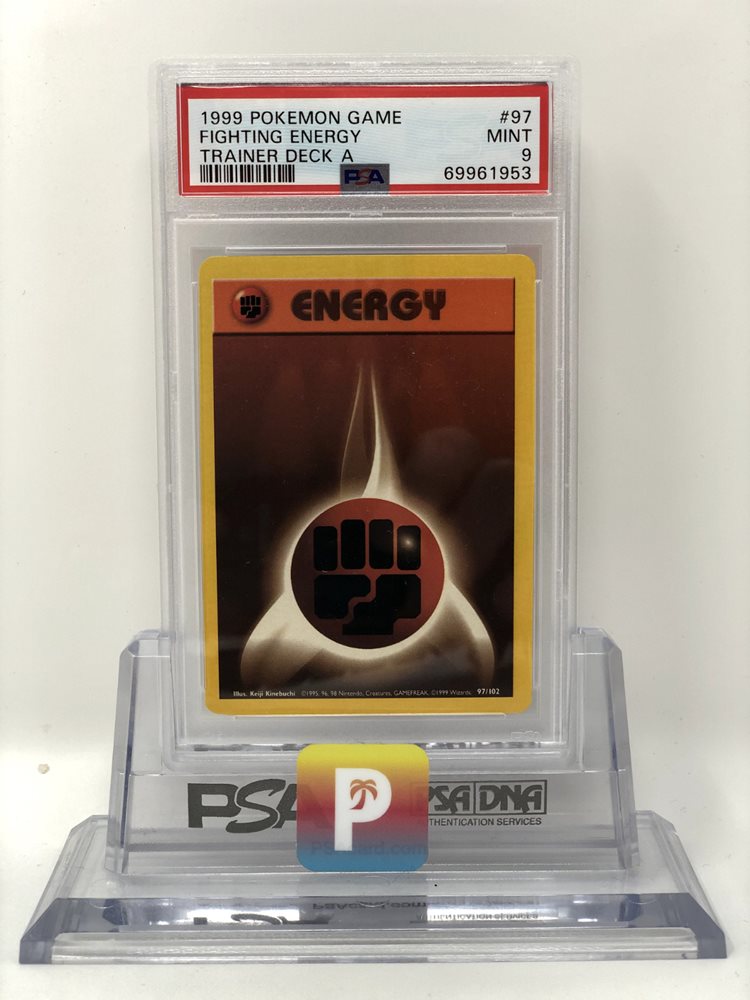 1999 POKEMON GAME #97
FIGHTING ENERGY MINT
TRAINER DECK A 9
PSA 69961953
ENERGY
Illus. Keiji Kinebuchi ©1995, 96, 98 Nintendo, Creatures, GAMEFREAK. ©1999 Wizards. 97/102
PSA PSA DNA
THENTICATION SERVICES
P